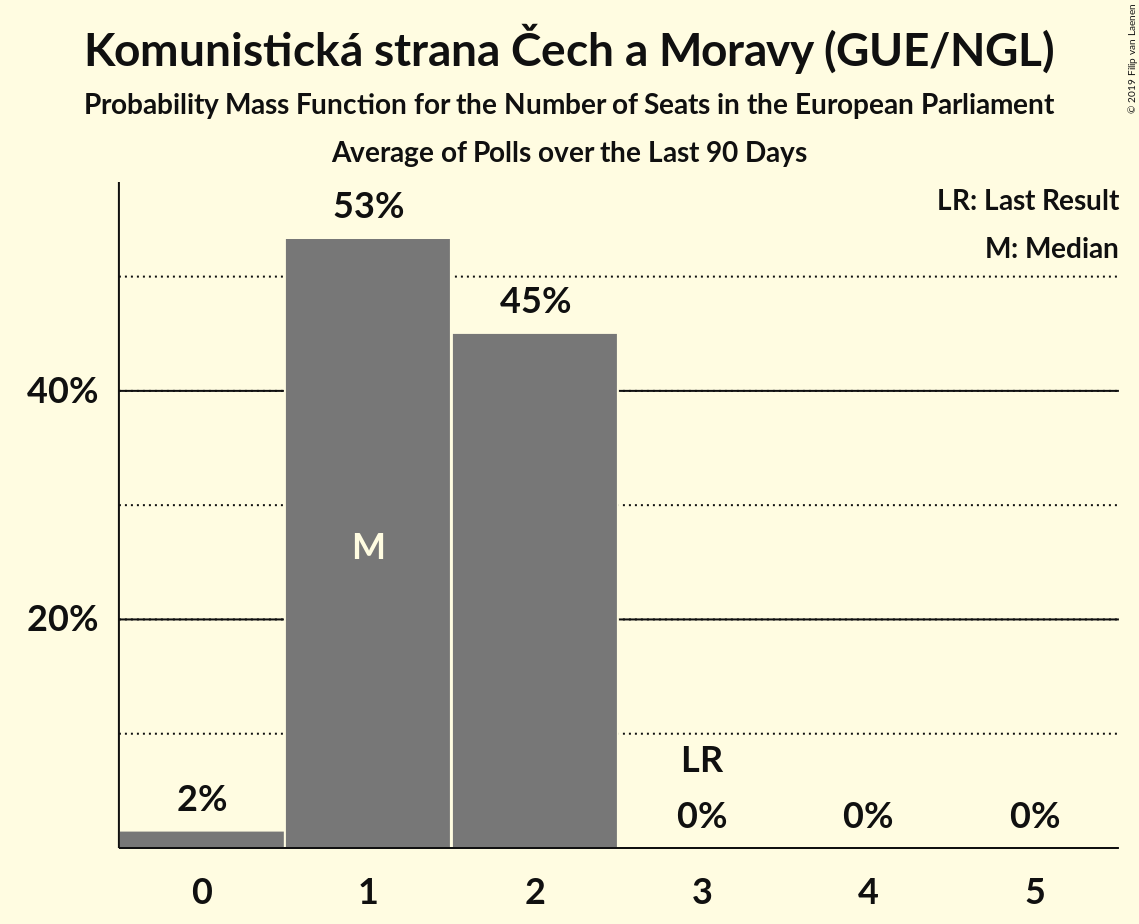 Komunistická strana Čech a Moravy (GUE/NGL)
Probability Mass Function for the Number of Seats in the European Parliament
Average of Polls over the Last 90 Days
© 2019 Filip van Laenen
LR: Last Result
M: Median
53%
45%
40%
M
20%
LR
2%
0%
0%
0%
0
1
2
3
4
5